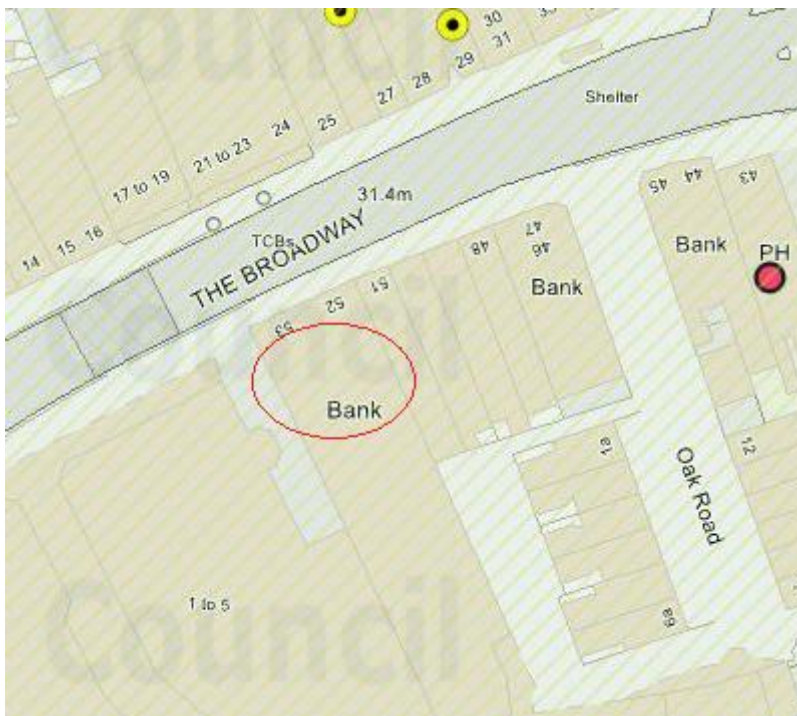 Council
30
31
29
28
27
25
24
21 to 23
17 to 19
16
15
14
Shelter
31.4m
TCBs
THE BROADWAY
45
44
43
Bank
PH
47
46
48
Bank
51
52
53
Council
Bank
1a
12
Oak Road
6a
1 to 5
Council